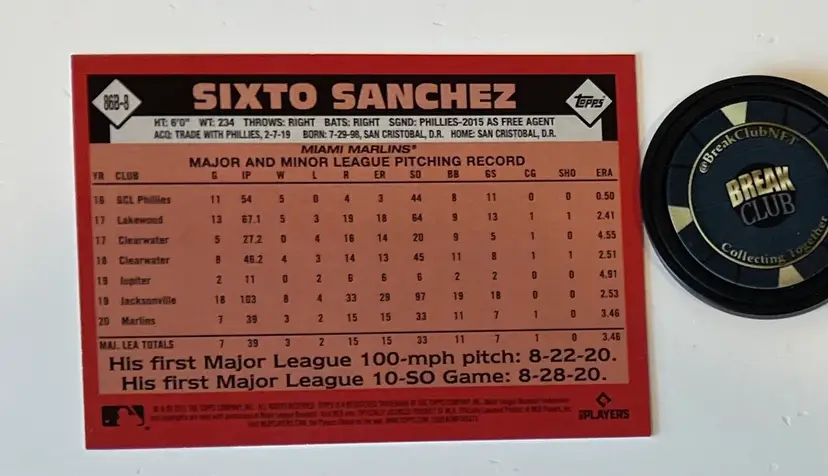 86B-8
SIXTO SANCHEZ
TOPPS
HT: 6'0" WT: 234 THROWS: RIGHT BATS: RIGHT SGND: PHILLIES-2015 AS FREE AGENT
ACQ: TRADE WITH PHILLIES, 2-7-19 BORN: 7-29-98, SAN CRISTOBAL, D.R. HOME: SAN CRISTOBAL, D.R.
MIAMI MARLINS®
MAJOR AND MINOR LEAGUE PITCHING RECORD
YR CLUB G IP W L R ER SO BB GS CG SHO ERA
16 GCL Phillies 11 54 5 0 4 3 44 8 11 0 0 0.50
17 Lakewood 13 67.1 5 3 19 18 64 9 13 1 1 2.41
17 Clearwater 5 27.2 0 4 16 14 20 9 5 1 0 4.55
18 Clearwater 8 46.2 4 3 14 13 45 11 8 1 1 2.51
19 Jupiter 2 11 0 2 6 6 6 2 2 0 0 4.91
19 Jacksonville 18 103 8 4 33 29 97 19 18 0 0 2.53
20 Marlins 7 39 3 2 15 15 33 11 7 1 0 3.46
MAJ. LEA TOTALS 7 39 3 2 15 15 33 11 7 1 0 3.46
His first Major League 100-mph pitch: 8-22-20.
His first Major League 10-SO Game: 8-28-20.
PLAYERS
@BreakClubNFT
BREAK
CLUB
Collecting Together